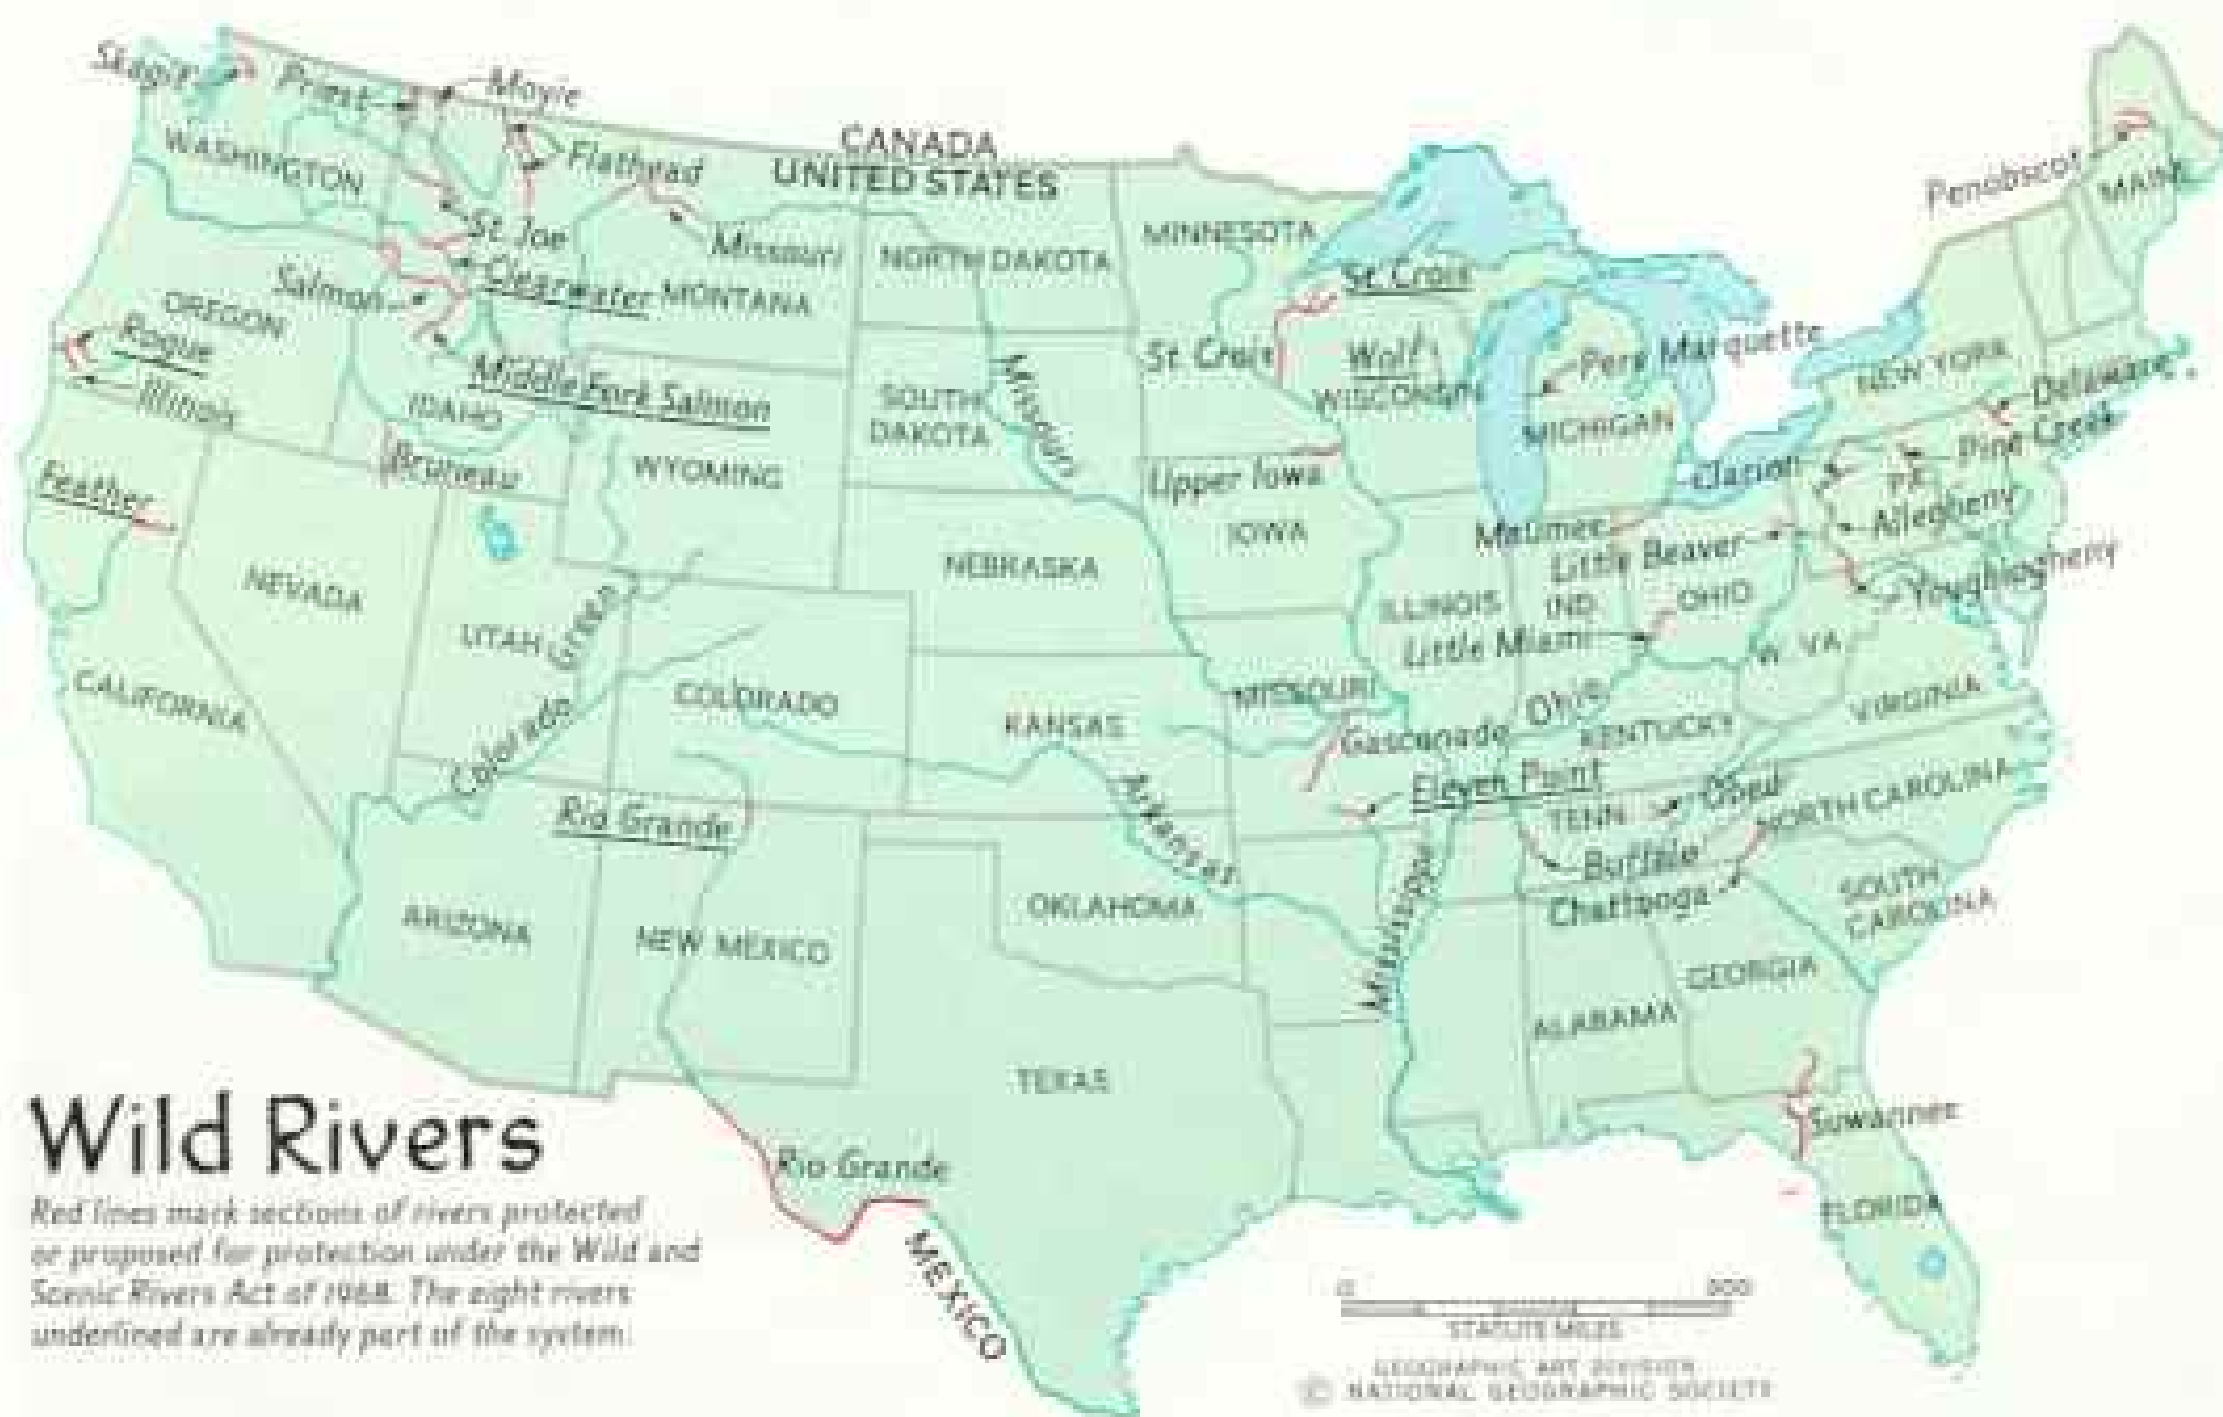 Skagit
Priest
Moyie
CANADA
UNITED STATES
Flathead
WASHINGTON
Penobscot
MAINE
St Joe
Missouri
NORTH DAKOTA
MINNESOTA
Salmon
Clearwater
MONTANA
St. Croix
OREGON
Rogue
Wolf
Pere Marquette
St. Croix
NEW YORK
Middle Fork Salmon
Missouri
SOUTH
DAKOTA
WISCONSIN
MICHIGAN
Delaware
Illinois
IDAHO
Pine Creek
Bruneau
WYOMING
Feather
Upper Iowa
Clarion
PA
Allegheny
IOWA
Maumee
Little Beaver
NEBRASKA
Youghiogheny
NEVADA
ILLINOIS
IND.
OHIO
UTAH
Green
Little Miami
W. VA
CALIFORNIA
Colorado
COLORADO
KANSAS
MISSOURI
Ohio
VIRGINIA
Gasconade
KENTUCKY
Eleven Point
Rio Grande
Arkansas
TENN
Obed
NORTH CAROLINA
Buffalo
Chattooga
SOUTH
CAROLINA
ARIZONA
NEW MEXICO
OKLAHOMA
Mississippi
GEORGIA
ALABAMA
TEXAS
Suwannee
Rio Grande
FLORIDA
MEXICO
Wild Rivers
Red lines mark sections of rivers protected
or proposed for protection under the Wild and
Scenic Rivers Act of 1968. The eight rivers
underlined are already part of the system.
0 300
STATUTE MILES
GEOGRAPHIC ART DIVISION
© NATIONAL GEOGRAPHIC SOCIETY